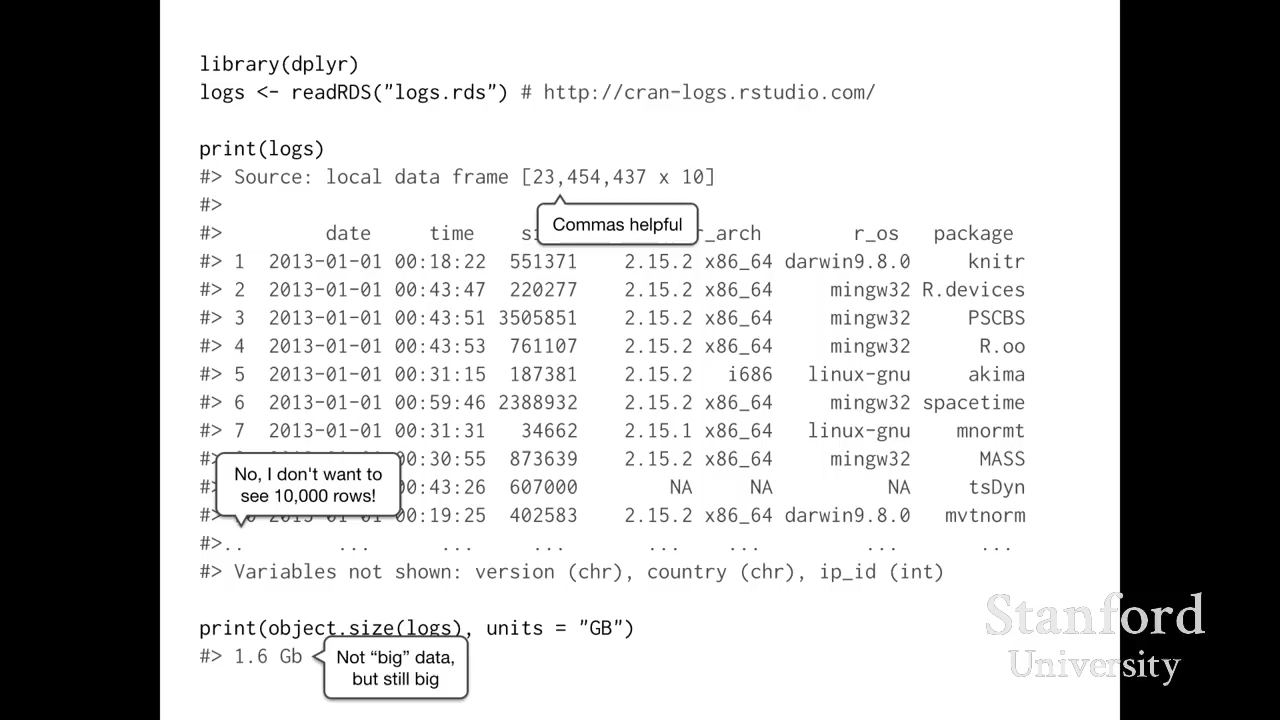 library(dplyr)
logs <- readRDS("logs.rds") # http://cran-logs.rstudio.com/
print(logs)
#> Source: local data frame [23,454,437 x 10]
#>
Commas helpful
#> date time r_arch r_os package
#> 1 2013-01-01 00:18:22 551371 2.15.2 x86_64 darwin9.8.0 knitr
#> 2 2013-01-01 00:43:47 220277 2.15.2 x86_64 mingw32 R.devices
#> 3 2013-01-01 00:43:51 3505851 2.15.2 x86_64 mingw32 PSCBS
#> 4 2013-01-01 00:43:53 761107 2.15.2 x86_64 mingw32 R.oo
#> 5 2013-01-01 00:31:15 187381 2.15.2 i686 linux-gnu akima
#> 6 2013-01-01 00:59:46 2388932 2.15.2 x86_64 mingw32 spacetime
#> 7 2013-01-01 00:31:31 34662 2.15.1 x86_64 linux-gnu mnormt
00:30:55 873639 2.15.2 x86_64 mingw32 MASS
No, I don't want to
see 10,000 rows!
00:43:26 607000 NA NA NA tsDyn
00:19:25 402583 2.15.2 x86_64 darwin9.8.0 mvtnorm
#>.. ... ... ... ... ... ... ...
#> Variables not shown: version (chr), country (chr), ip_id (int)
print(object.size(logs), units = "GB")
#> 1.6 Gb
Not “big” data,
but still big
Stanford
University